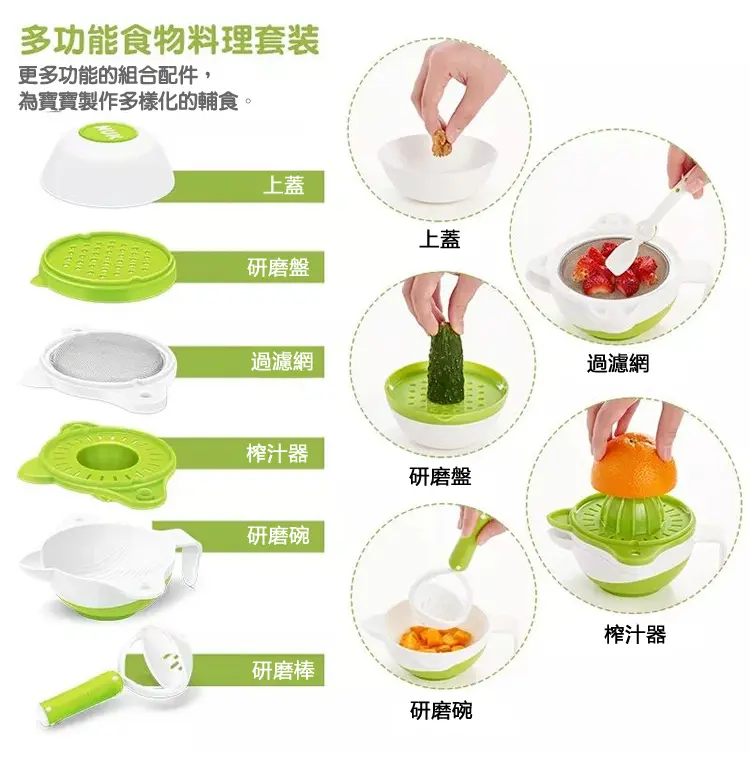 多功能食物料理套装
更多功能的組合配件，
為寶寶製作多樣化的輔食。
NUK
上蓋
研磨盤
過濾網
榨汁器
研磨碗
研磨棒
上蓋
過濾網
研磨盤
榨汁器
研磨碗